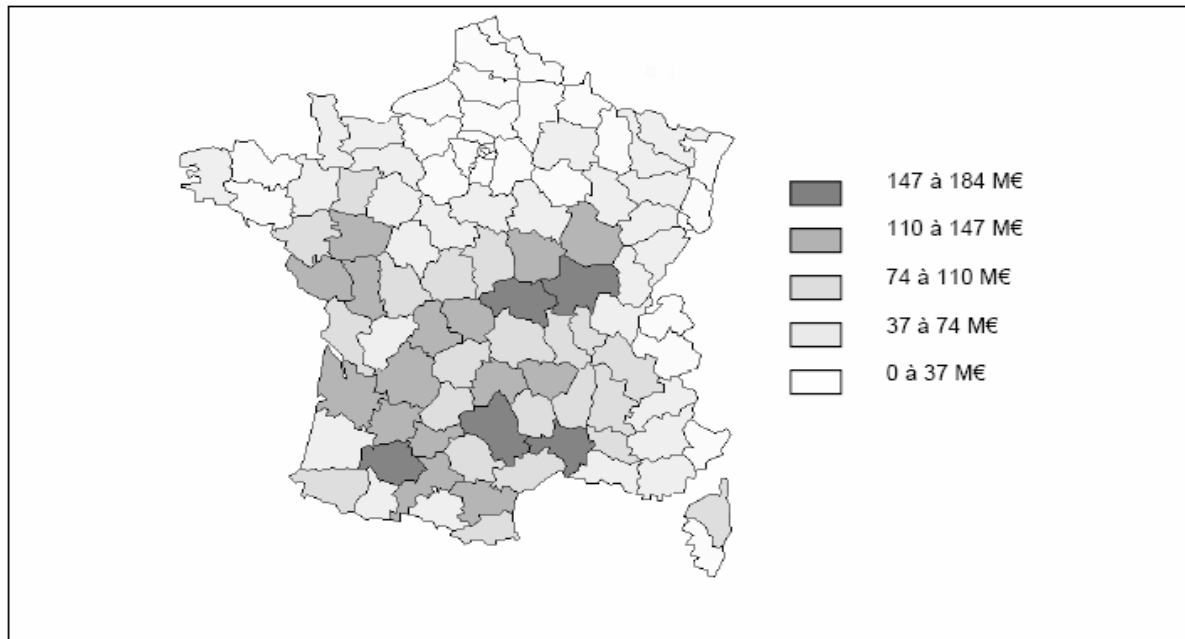 147 à 184 M€
110 à 147 M€
74 à 110 M€
37 à 74 M€
0 à 37 M€